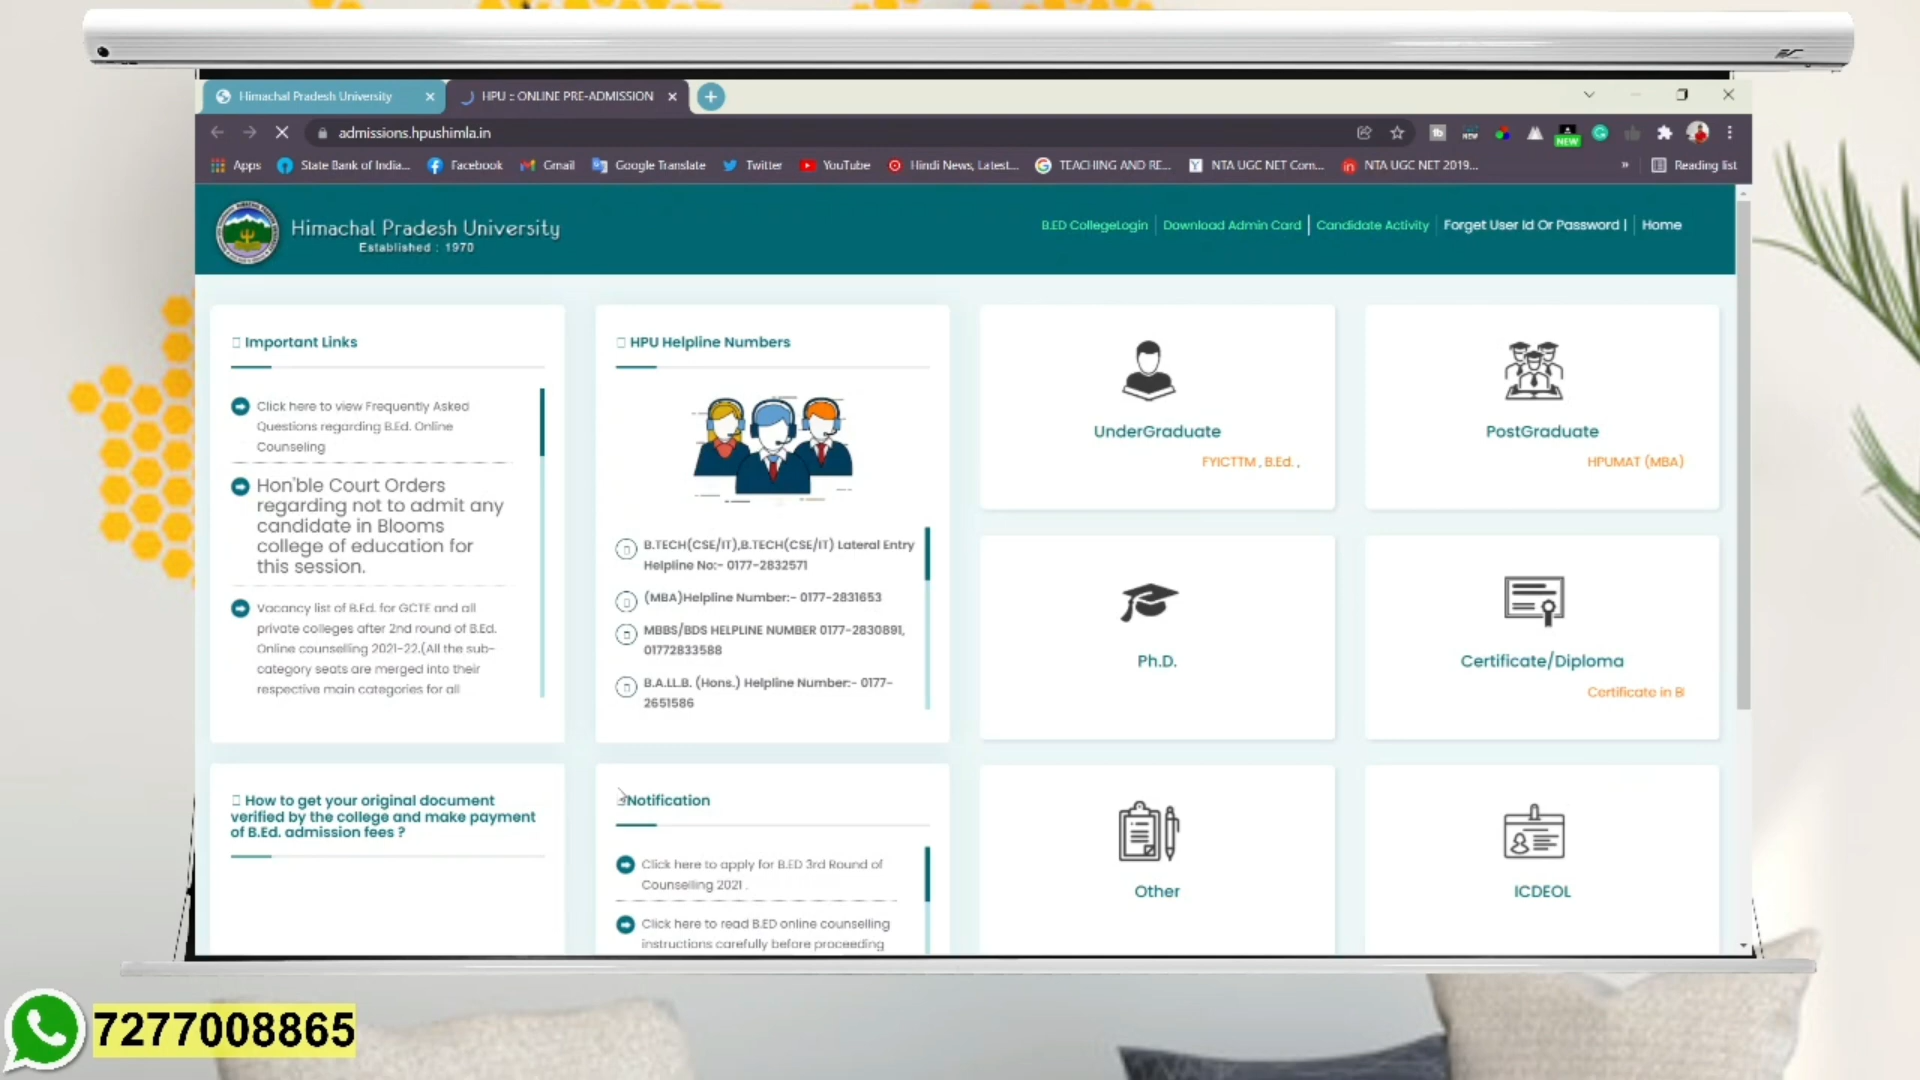 Himachal Pradesh University
HPU :: ONLINE PRE-ADMISSION
admissions.hpushimla.in
NEW
NEW
Apps
State Bank of India...
Facebook
Gmail
Google Translate
Twitter
YouTube
Hindi News, Latest...
TEACHING AND RE...
NTA UGC NET Com...
NTA UGC NET 2019...
»
Reading list
Himachal Pradesh University
Established : 1970
B.ED CollegeLogin
Download Admin Card
Candidate Activity
Forget User Id Or Password |
Home
Important Links
Click here to view Frequently Asked
Questions regarding B.Ed. Online
Counseling
Hon'ble Court Orders
regarding not to admit any
candidate in Blooms
college of education for
this session.
Vacancy list of B.Ed. for GCTE and all
private colleges after 2nd round of B.Ed.
Online counselling 2021-22.(All the sub-
category seats are merged into their
respective main categories for all
HPU Helpline Numbers
B.TECH(CSE/IT),B.TECH(CSE/IT) Lateral Entry
Helpline No:- 0177-2832571
(MBA)Helpline Number:- 0177-2831653
MBBS/BDS HELPLINE NUMBER 0177-2830891,
01772833588
B.A.LL.B. (Hons.) Helpline Number:- 0177-
2651586
UnderGraduate
FYICTTM , B.Ed. ,
PostGraduate
HPUMAT (MBA)
Ph.D.
Certificate/Diploma
Certificate in B
How to get your original document
verified by the college and make payment
of B.Ed. admission fees ?
Notification
Click here to apply for B.ED 3rd Round of
Counselling 2021 .
Click here to read B.ED online counselling
instructions carefully before proceeding
Other
ICDEOL
7277008865